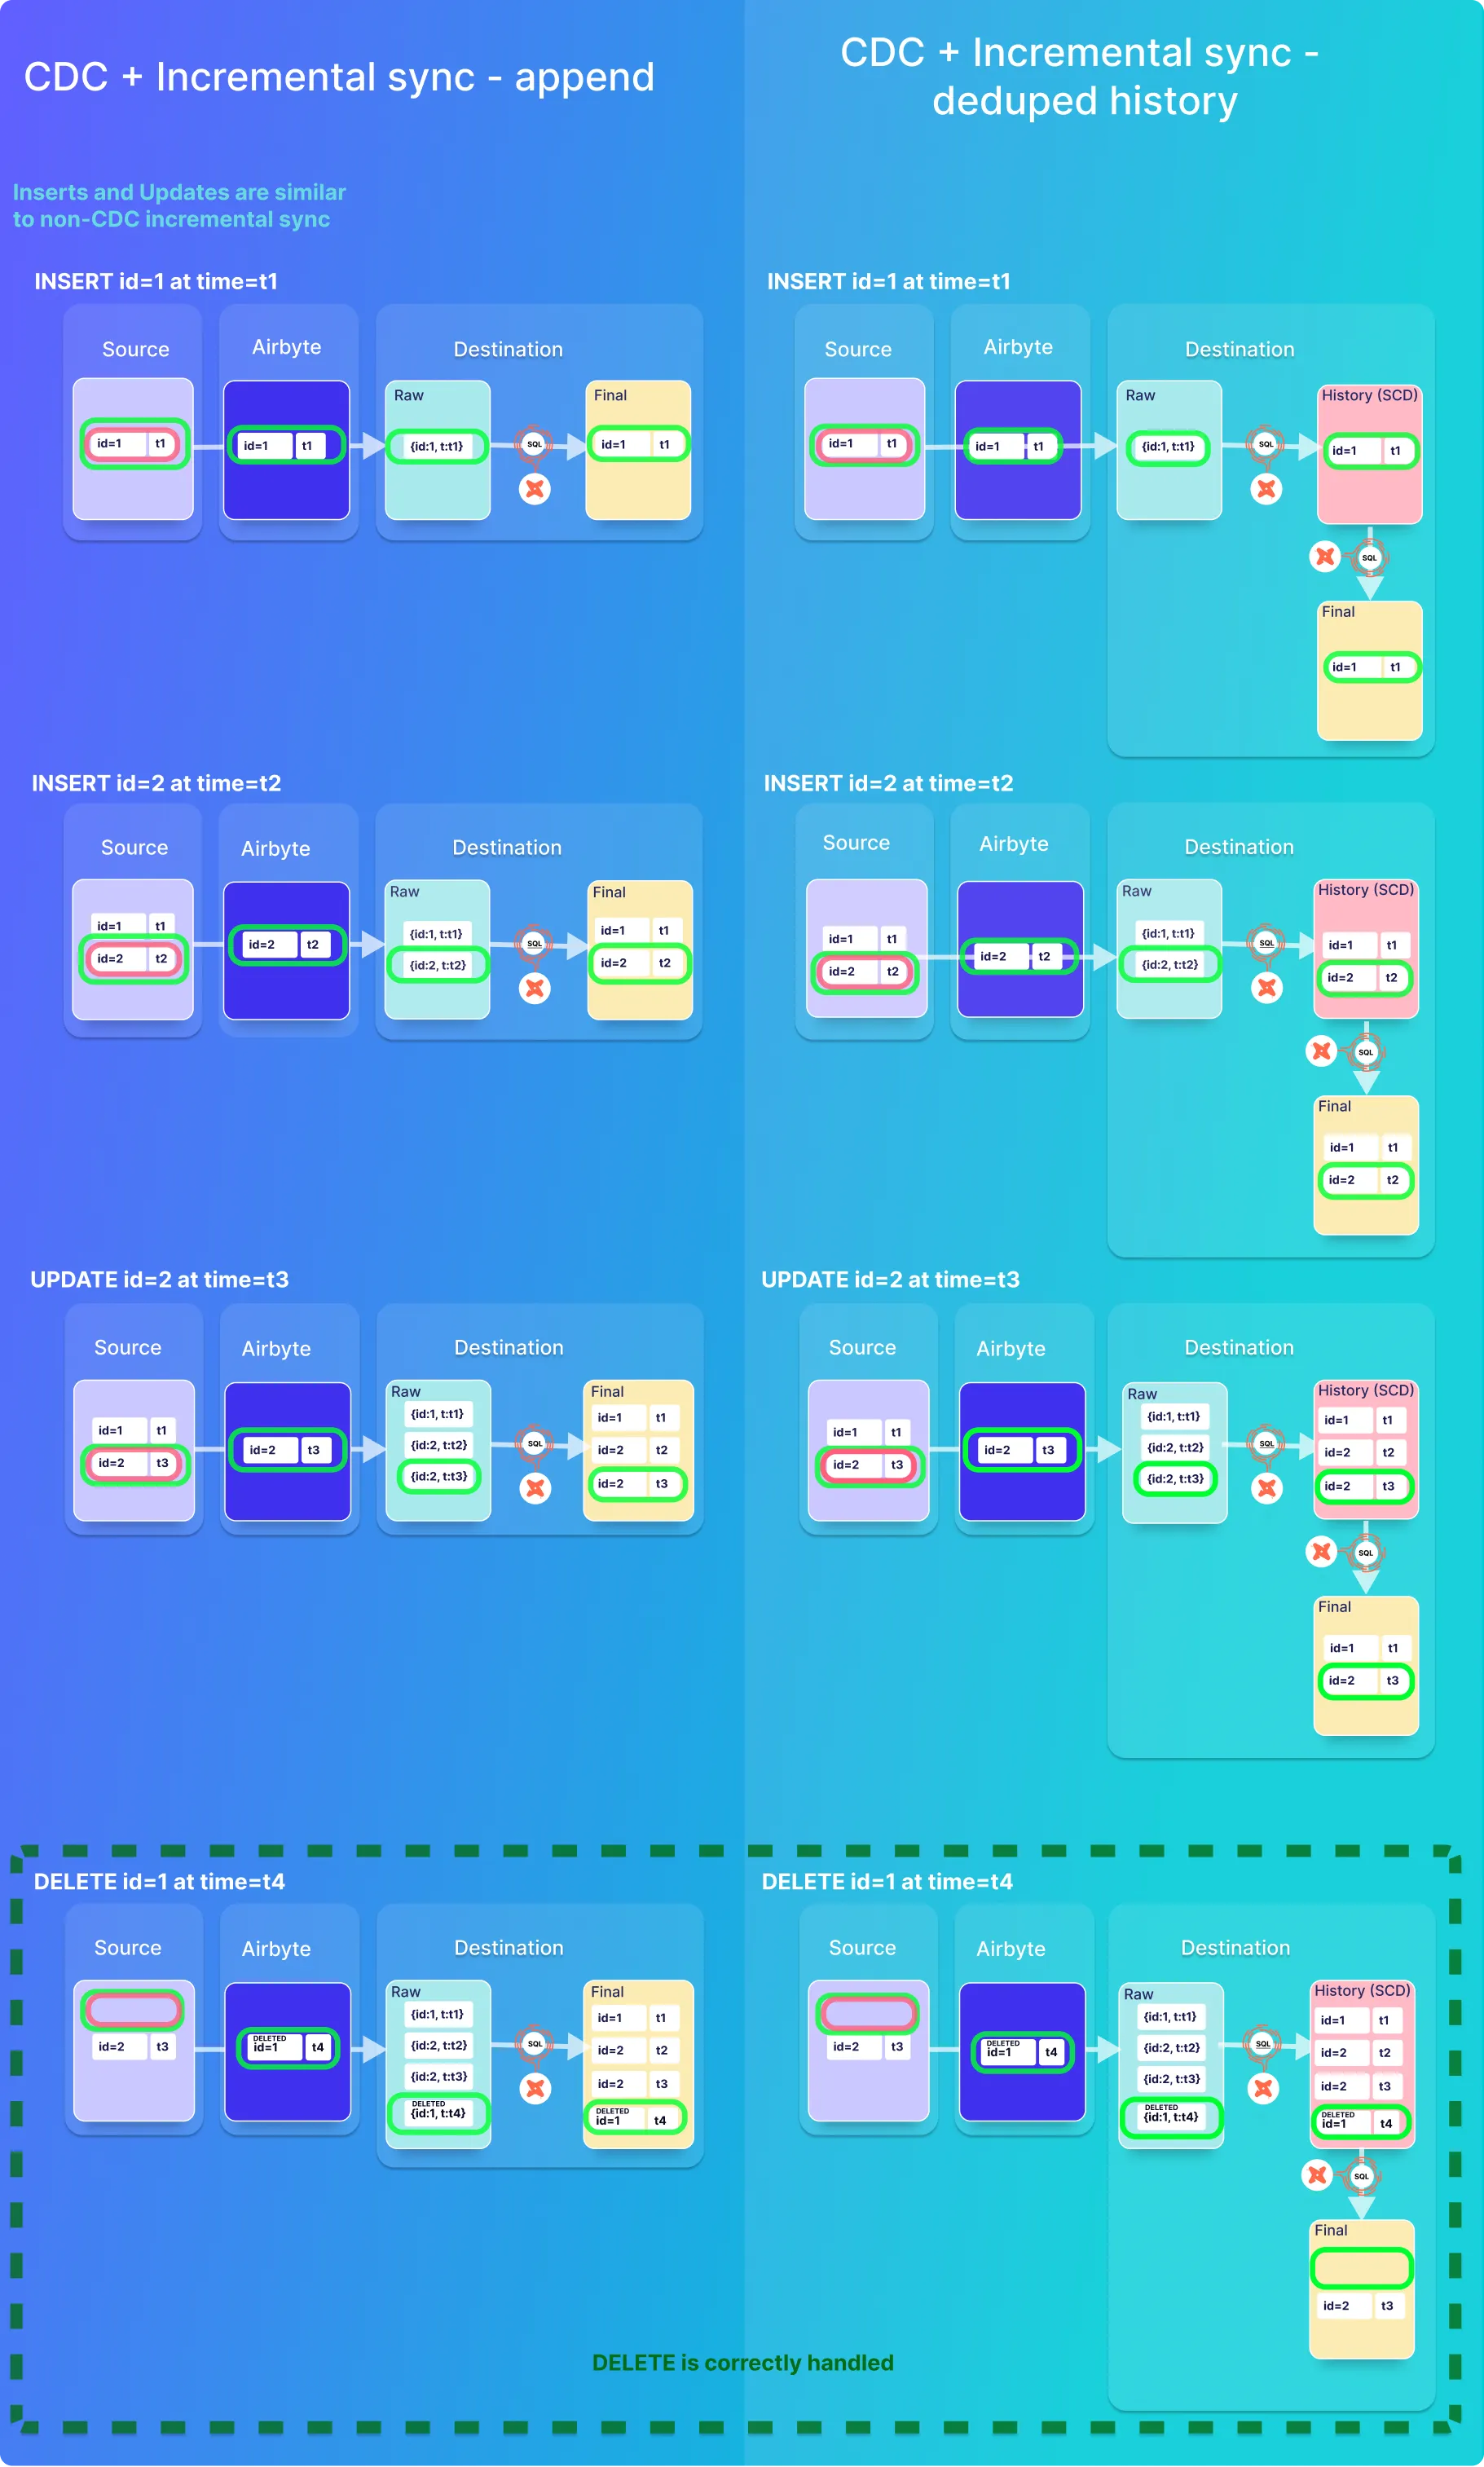 CDC + Incremental sync - append
Inserts and Updates are similar
to non-CDC incremental sync
INSERT id=1 at time=t1
Source
Airbyte
Destination
id=1 t1
id=1 t1
Raw
{id:1, t:t1}
SQL
Final
id=1 t1
INSERT id=2 at time=t2
Source
Airbyte
Destination
id=1 t1
id=2 t2
id=2 t2
Raw
{id:1, t:t1}
{id:2, t:t2}
SQL
Final
id=1 t1
id=2 t2
UPDATE id=2 at time=t3
Source
Airbyte
Destination
id=1 t1
id=2 t3
id=2 t3
Raw
{id:1, t:t1}
{id:2, t:t2}
{id:2, t:t3}
SQL
Final
id=1 t1
id=2 t2
id=2 t3
DELETE id=1 at time=t4
Source
Airbyte
Destination
id=2 t3
DELETED
id=1 t4
Raw
{id:1, t:t1}
{id:2, t:t2}
{id:2, t:t3}
DELETED
{id:1, t:t4}
SQL
Final
id=1 t1
id=2 t2
id=2 t3
DELETED
id=1 t4
CDC + Incremental sync -
deduped history
INSERT id=1 at time=t1
Source
Airbyte
Destination
id=1 t1
id=1 t1
Raw
{id:1, t:t1}
SQL
History (SCD)
id=1 t1
SQL
Final
id=1 t1
INSERT id=2 at time=t2
Source
Airbyte
Destination
id=1 t1
id=2 t2
id=2 t2
Raw
{id:1, t:t1}
{id:2, t:t2}
SQL
History (SCD)
id=1 t1
id=2 t2
SQL
Final
id=1 t1
id=2 t2
UPDATE id=2 at time=t3
Source
Airbyte
Destination
id=1 t1
id=2 t3
id=2 t3
Raw
{id:1, t:t1}
{id:2, t:t2}
{id:2, t:t3}
SQL
History (SCD)
id=1 t1
id=2 t2
id=2 t3
SQL
Final
id=1 t1
id=2 t3
DELETE id=1 at time=t4
Source
Airbyte
Destination
id=2 t3
DELETED
id=1 t4
Raw
{id:1, t:t1}
{id:2, t:t2}
{id:2, t:t3}
DELETED
{id:1, t:t4}
SQL
History (SCD)
id=1 t1
id=2 t2
id=2 t3
DELETED
id=1 t4
SQL
Final
id=2 t3
DELETE is correctly handled